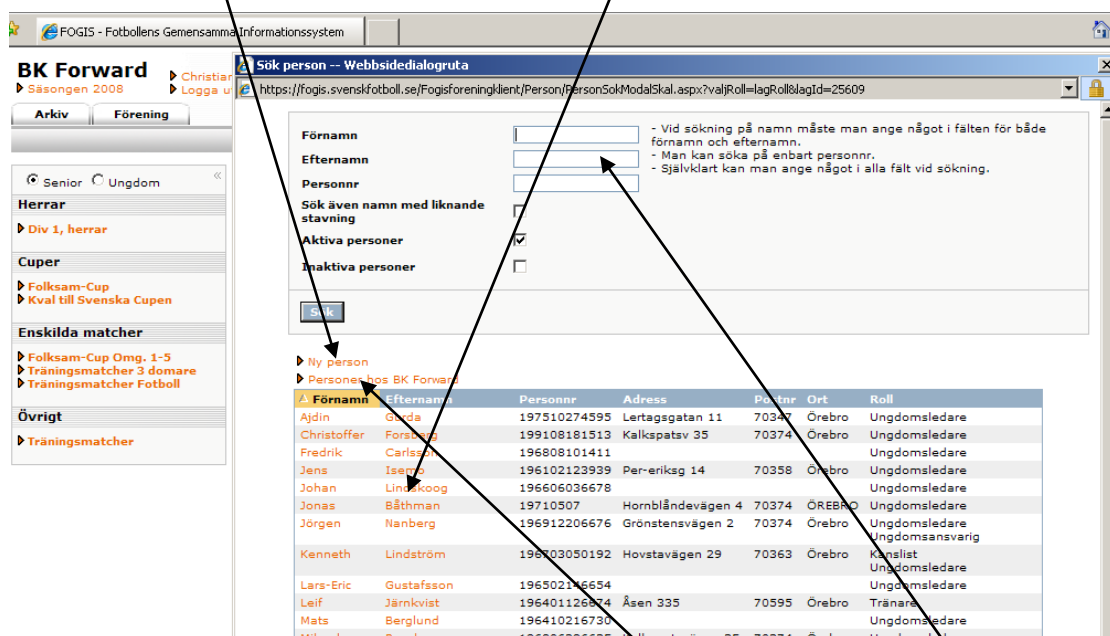 FOGIS - Fotbollens Gemensamma Informationssystem
BK Forward
Säsongen 2008
Christian
Logga u
Arkiv Förening
Senior Ungdom
Herrar
Div 1, herrar
Cuper
Folksam-Cup
Kval till Svenska Cupen
Enskilda matcher
Folksam-Cup Omg. 1-5
Träningsmatcher 3 domare
Träningsmatcher Fotboll
Övrigt
Träningsmatcher
Sök person -- Webbsidedialogruta
https://fogis.svenskfotboll.se/Fogisforeningklient/Person/PersonSokModalSkal.aspx?valjRoll=lagRoll&lagId=25609
Förnamn
Efternamn
Personnr
Sök även namn med liknande
stavning
Aktiva personer
Inaktiva personer
- Vid sökning på namn måste man ange något i fälten för både
förnamn och efternamn.
- Man kan söka på enbart personnr.
- Självklart kan man ange något i alla fält vid sökning.
Sök
Ny person
Personer hos BK Forward
Förnamn Efternamn Personnr Adress Postnr Ort Roll
Ajdin Gurda 197510274595 Lertagsgatan 11 70347 Örebro Ungdomsledare
Christoffer Forsberg 199108181513 Kalkspatsv 35 70374 Örebro Ungdomsledare
Fredrik Carlsson 196808101411 Ungdomsledare
Jens Isemo 196102123939 Per-eriksg 14 70358 Örebro Ungdomsledare
Johan Lindskoog 196606036678 Ungdomsledare
Jonas Båthman 19710507 Hornblåndevägen 4 70374 ÖREBRO Ungdomsledare
Jörgen Nanberg 196912206676 Grönstensvägen 2 70374 Örebro Ungdomsledare
Ungdomsansvarig
Kenneth Lindström 196703050192 Hovstavägen 29 70363 Örebro Kanslist
Ungdomsledare
Lars-Eric Gustafsson 196502146654 Ungdomsledare
Leif Järnkvist 196401126674 Åsen 335 70595 Örebro Tränare
Mats Berglund 196410216730 Ungdomsledare